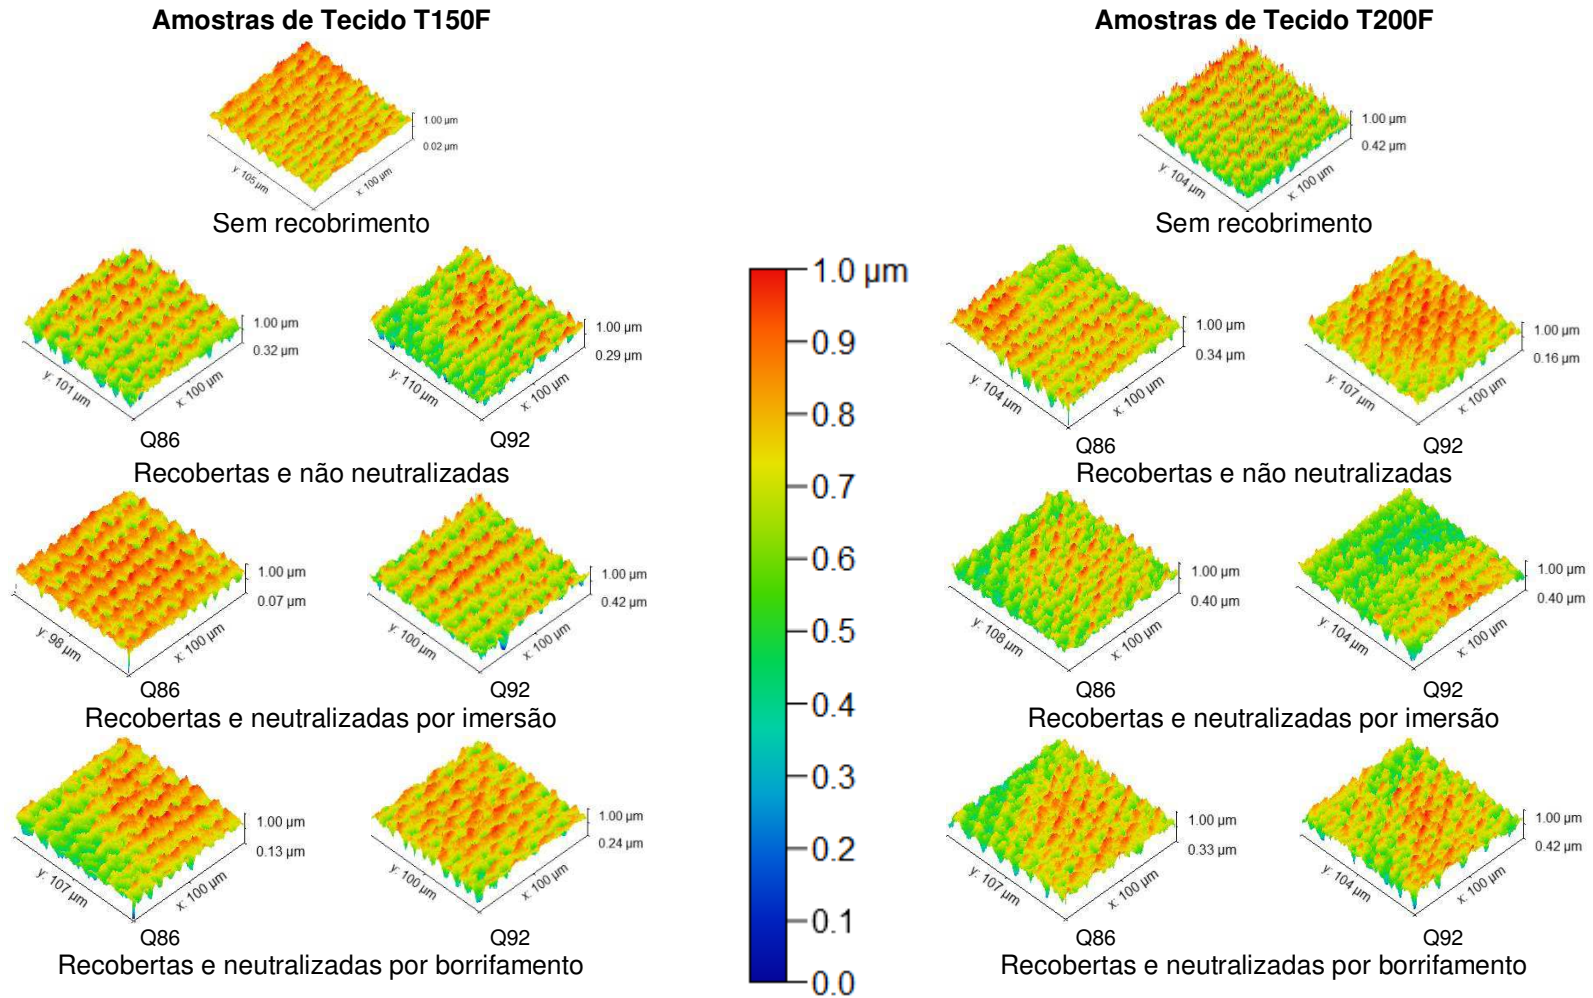 Amostras de Tecido T150F
1.00 µm
0.02 µm
y: 105 µm
x: 100 µm
Sem recobrimento
1.00 µm
0.32 µm
y: 101 µm
x: 100 µm
Q86
1.00 µm
0.29 µm
y: 110 µm
x: 100 µm
Q92
Recobertas e não neutralizadas
1.00 µm
0.07 µm
y: 98 µm
x: 100 µm
Q86
1.00 µm
0.42 µm
y: 100 µm
x: 100 µm
Q92
Recobertas e neutralizadas por imersão
1.00 µm
0.13 µm
y: 107 µm
x: 100 µm
Q86
1.00 µm
0.24 µm
y: 100 µm
x: 100 µm
Q92
Recobertas e neutralizadas por borrifamento
1.0 µm
0.9
0.8
0.7
0.6
0.5
0.4
0.3
0.2
0.1
0.0
Amostras de Tecido T200F
1.00 µm
0.42 µm
y: 104 µm
x: 100 µm
Sem recobrimento
1.00 µm
0.34 µm
y: 104 µm
x: 100 µm
Q86
1.00 µm
0.16 µm
y: 107 µm
x: 100 µm
Q92
Recobertas e não neutralizadas
1.00 µm
0.40 µm
y: 108 µm
x: 100 µm
Q86
1.00 µm
0.40 µm
y: 104 µm
x: 100 µm
Q92
Recobertas e neutralizadas por imersão
1.00 µm
0.33 µm
y: 107 µm
x: 100 µm
Q86
1.00 µm
0.42 µm
y: 104 µm
x: 100 µm
Q92
Recobertas e neutralizadas por borrifamento